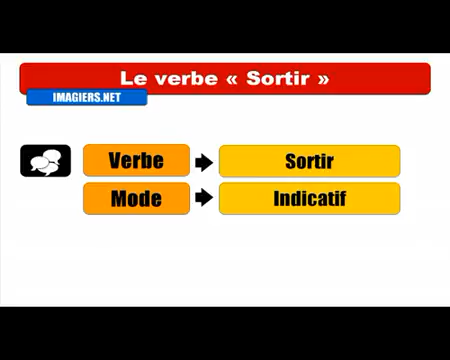 Le verbe « Sortir »
IMAGIERS.NET
Verbe Sortir
Mode Indicatif